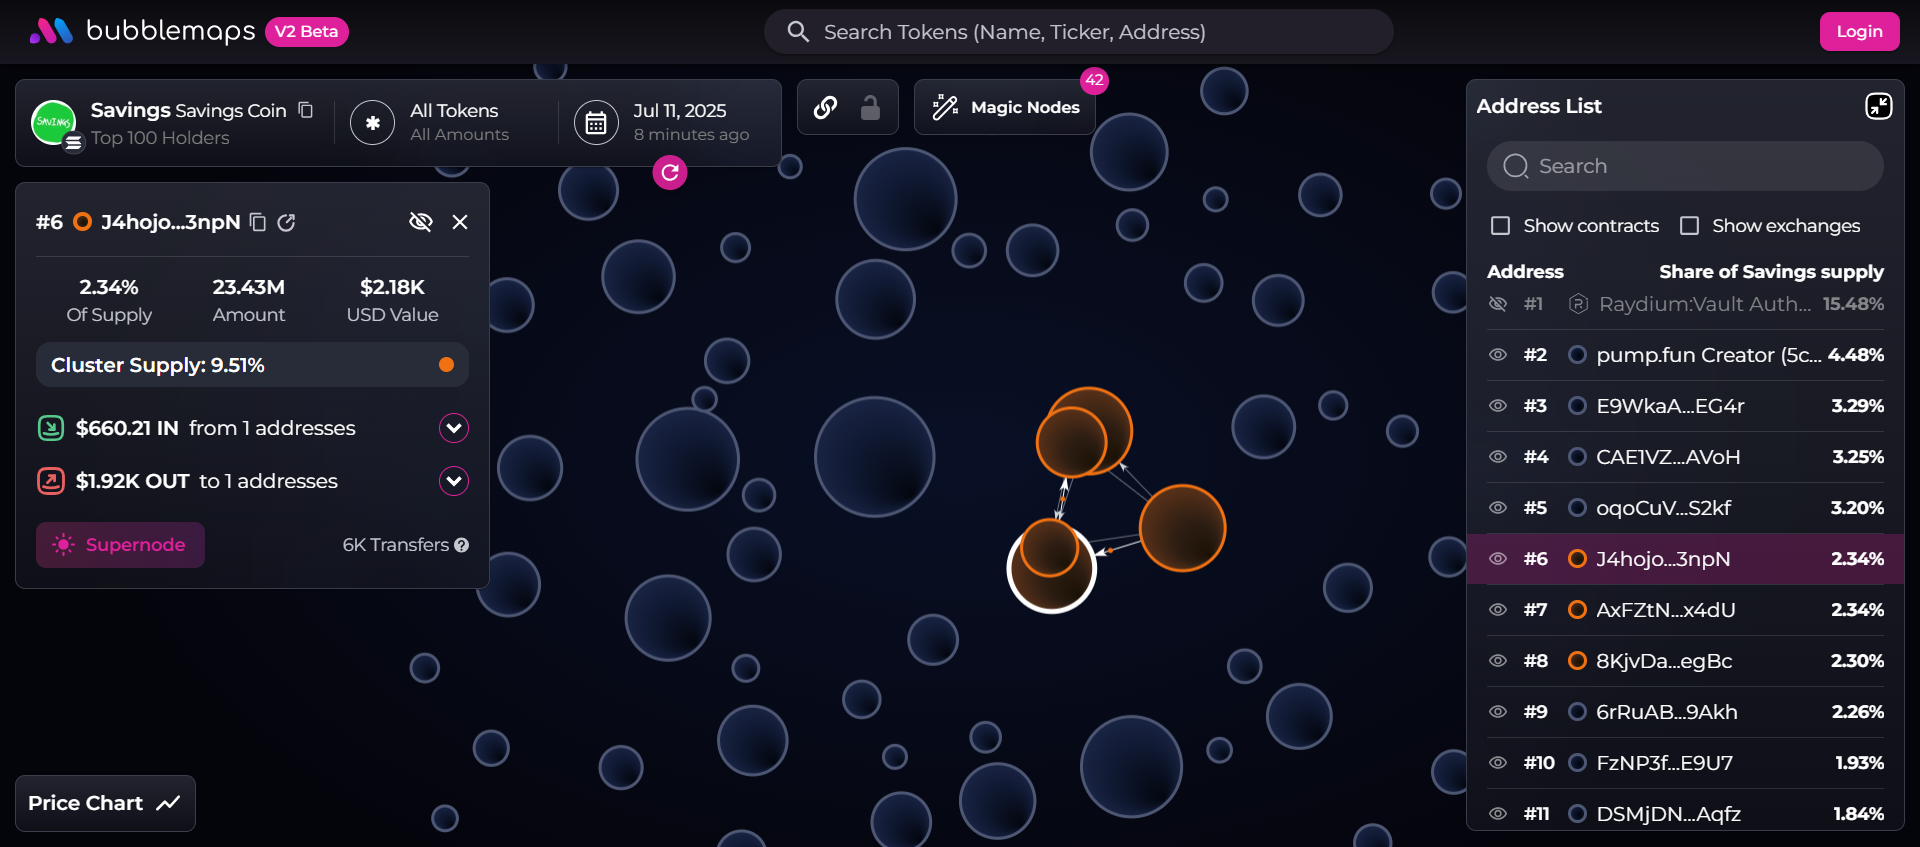 bubblemaps V2 Beta
Search Tokens (Name, Ticker, Address)
Login
SAVINGS
Savings Savings Coin
Top 100 Holders
All Tokens
All Amounts
Jul 11, 2025
8 minutes ago
Magic Nodes
42
#6 J4hojo...3npN
2.34% 23.43M $2.18K
Of Supply Amount USD Value
Cluster Supply: 9.51%
$660.21 IN from 1 addresses
$1.92K OUT to 1 addresses
Supernode 6K Transfers ?
Price Chart
Address List
Search
Show contracts Show exchanges
Address Share of Savings supply
#1 Raydium:Vault Auth... 15.48%
#2 pump.fun Creator (5c... 4.48%
#3 E9WkaA...EG4r 3.29%
#4 CAE1VZ...AVoH 3.25%
#5 oqoCuV...S2kf 3.20%
#6 J4hojo...3npN 2.34%
#7 AxFZtN...x4dU 2.34%
#8 8KjvDa...egBc 2.30%
#9 6rRuAB...9Akh 2.26%
#10 FzNP3f...E9U7 1.93%
#11 DSMjDN...Aqfz 1.84%